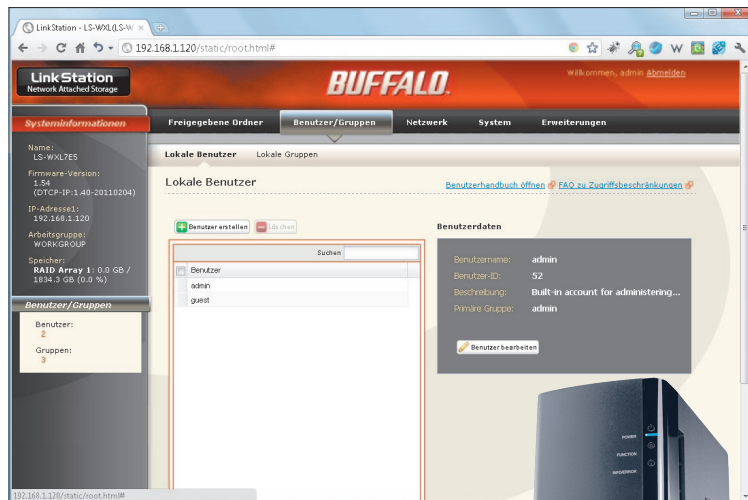 LinkStation - LS-WXL(LS-W
192.168.1.120/static/root.html#
LinkStation
Network Attached Storage
BUFFALO.
Willkommen, admin Abmelden
Systeminformationen
Freigegebene Ordner
Benutzer/Gruppen
Netzwerk
System
Erweiterungen
Name:
LS-WXL7E5
Firmware-Version:
1.54
(DTCP-IP:1.40-20110204)
IP-Adresse1:
192.168.1.120
Arbeitsgruppe:
WORKGROUP
Speicher:
RAID Array 1: 0.0 GB /
1834.3 GB (0.0 %)
Benutzer/Gruppen
Benutzer:
2
Gruppen:
3
Lokale Benutzer
Lokale Gruppen
Lokale Benutzer
Benutzerhandbuch öffnen
FAQ zu Zugriffsbeschränkungen
Benutzer erstellen
Löschen
Suchen
Benutzer
admin
guest
Benutzerdaten
Benutzername: admin
Benutzer-ID: 52
Beschreibung: Built-in account for administering...
Primäre Gruppe: admin
Benutzer bearbeiten
POWER
FUNCTION
INFO/ERROR
192.168.1.120/static/root.html#